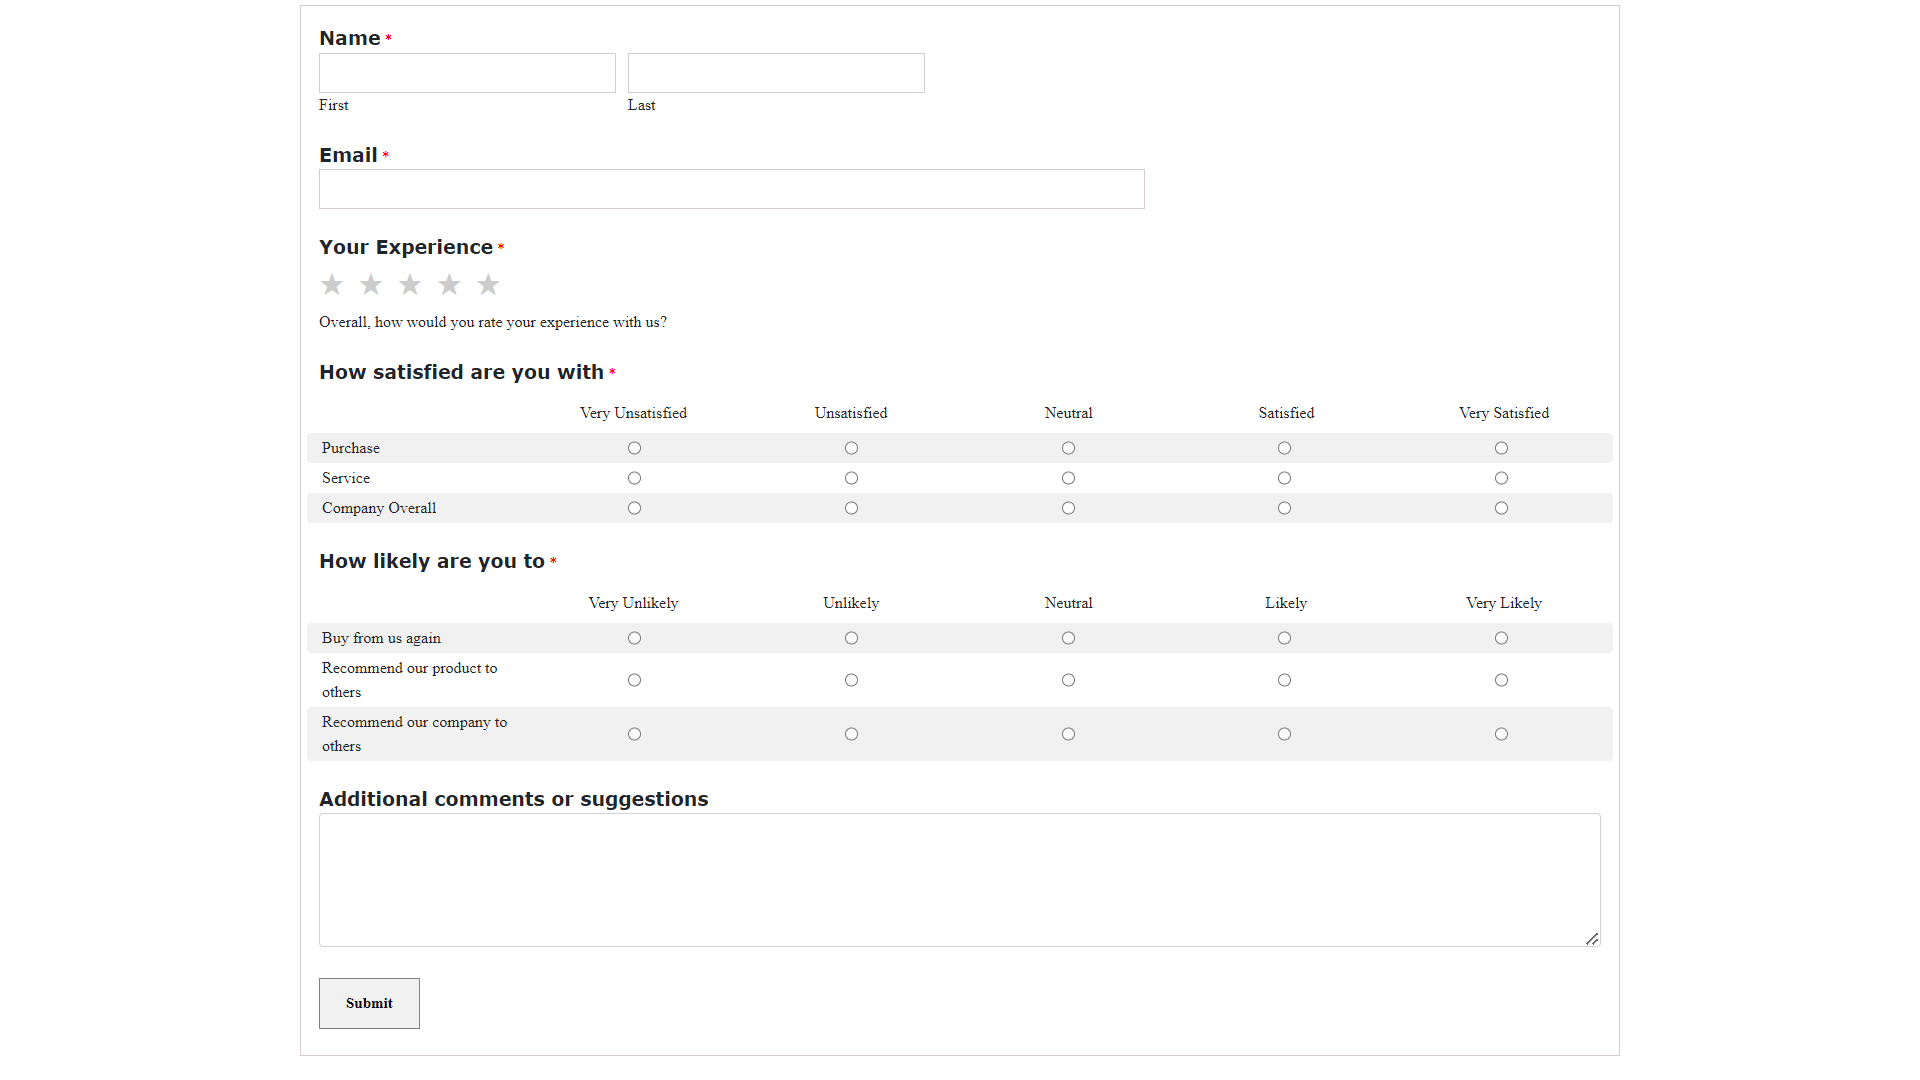 Name *
First Last
Email *
Your Experience *
Overall, how would you rate your experience with us?
How satisfied are you with *
Very Unsatisfied Unsatisfied Neutral Satisfied Very Satisfied
Purchase
Service
Company Overall
How likely are you to *
Very Unlikely Unlikely Neutral Likely Very Likely
Buy from us again
Recommend our product to
others
Recommend our company to
others
Additional comments or suggestions
Submit